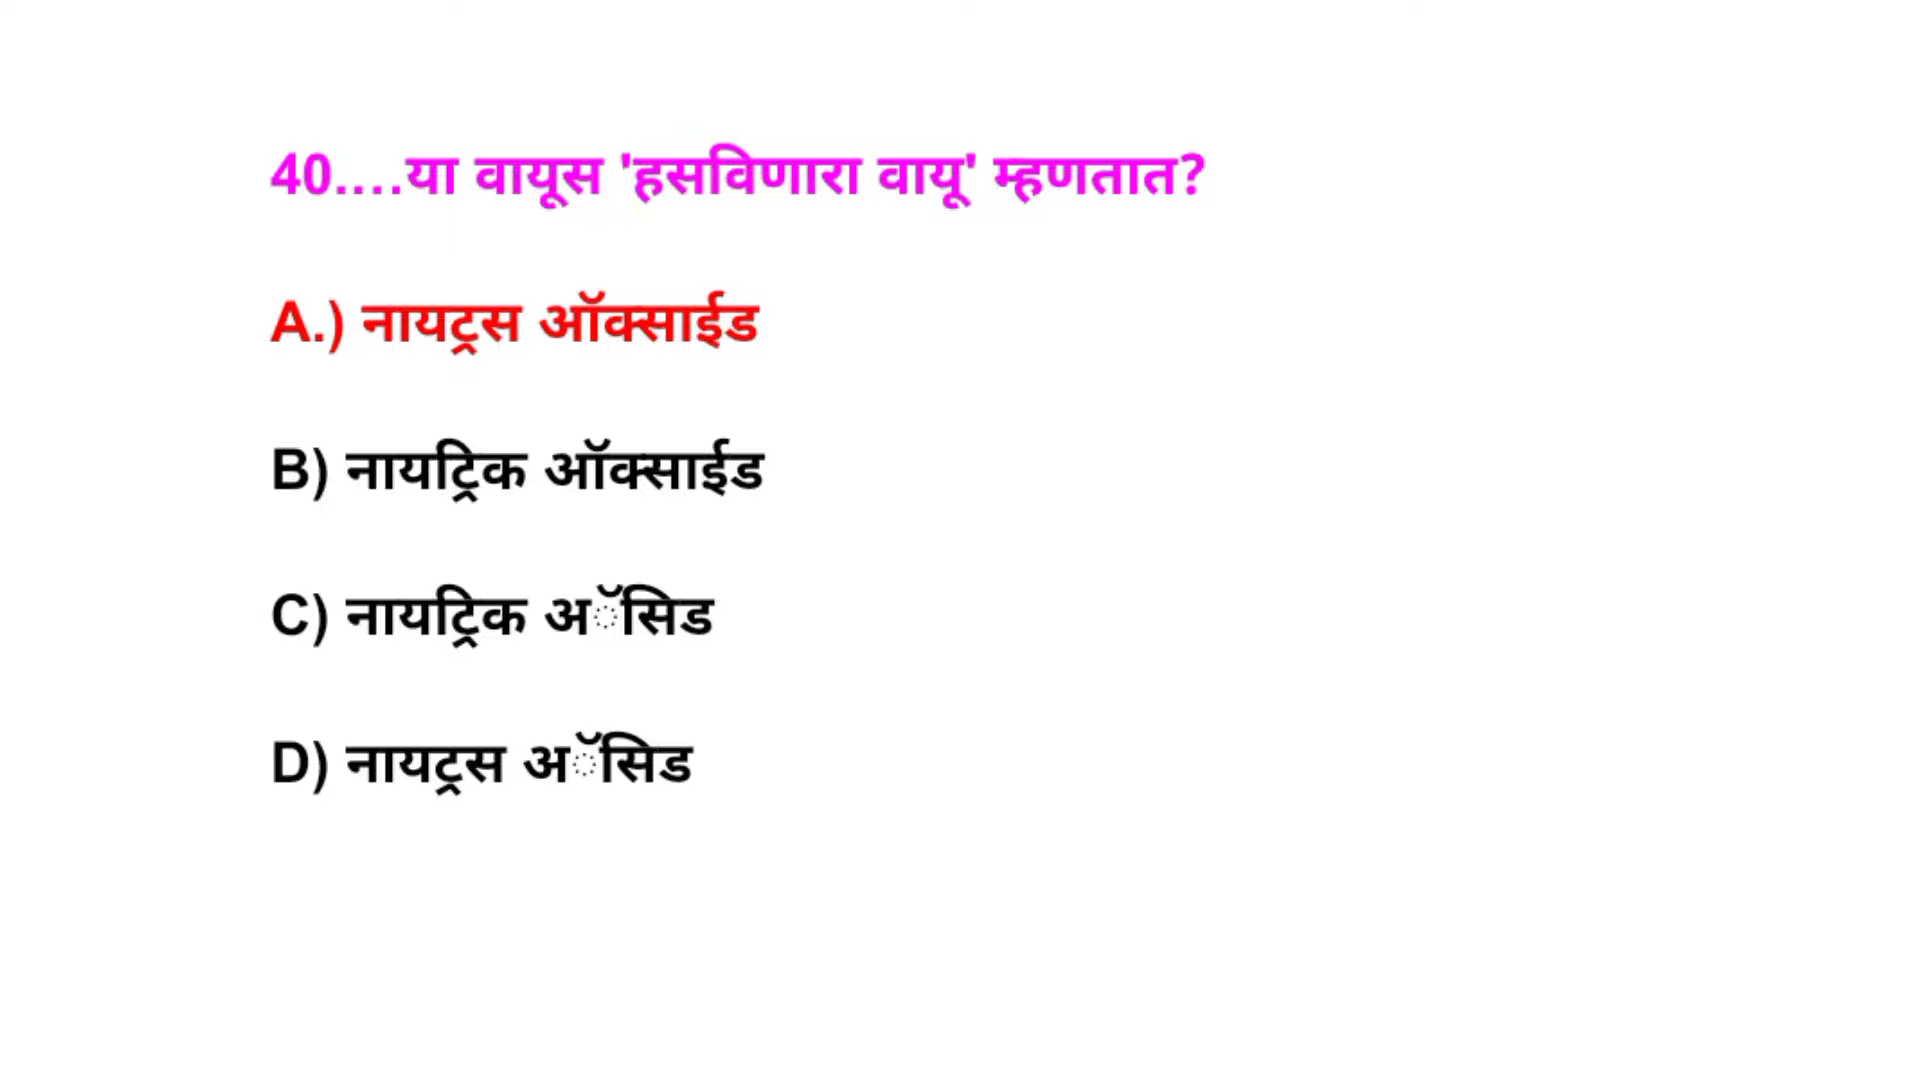 40....या वायूस 'हसविणारा वायू' म्हणतात?
A.) नायट्रस ऑक्साईड
B) नायट्रिक ऑक्साईड
C) नायट्रिक अॅसिड
D) नायट्रस अॅसिड